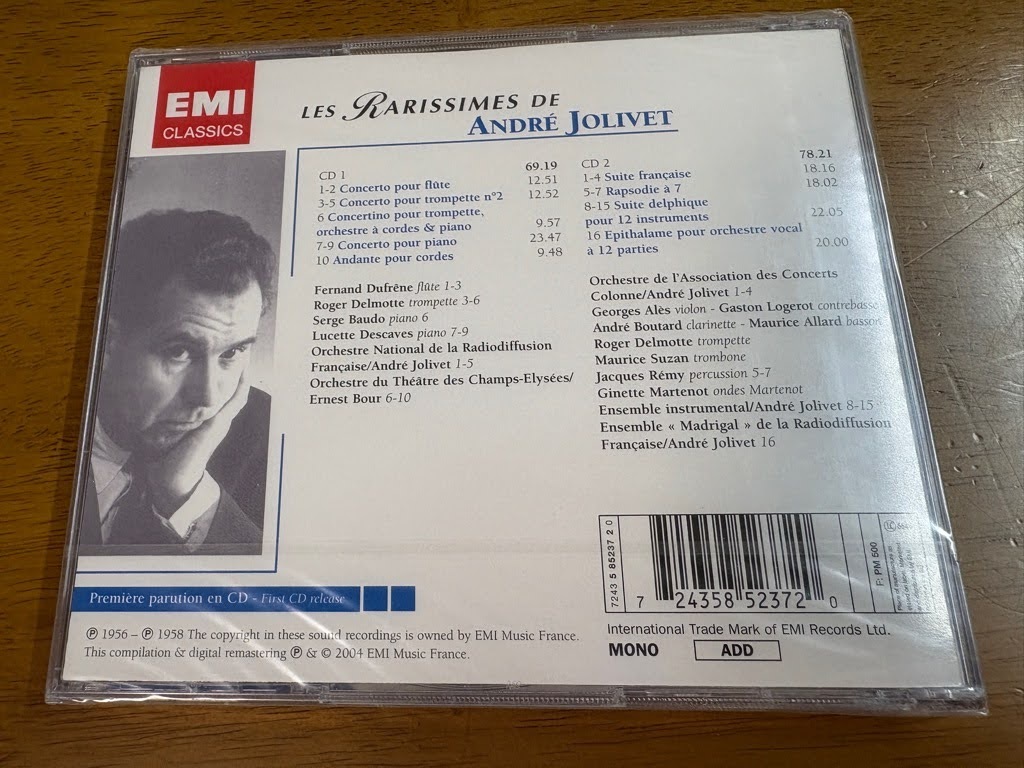 EMI
CLASSICS
LES RARISSIMES DE
ANDRÉ JOLIVET
CD 1 69.19
1-2 Concerto pour flûte 12.51
3-5 Concerto pour trompette n°2 12.52
6 Concertino pour trompette,
orchestre à cordes & piano 9.57
7-9 Concerto pour piano 23.47
10 Andante pour cordes 9.48
Fernand Dufrêne flûte 1-3
Roger Delmotte trompette 3-6
Serge Baudo piano 6
Lucette Descaves piano 7-9
Orchestre National de la Radiodiffusion
Française/André Jolivet 1-5
Orchestre du Théâtre des Champs-Elysées/
Ernest Bour 6-10
CD 2 78.21
1-4 Suite française 18.16
5-7 Rapsodie à 7 18.02
8-15 Suite delphique
pour 12 instruments 22.05
16 Epithalame pour orchestre vocal
à 12 parties 20.00
Orchestre de l'Association des Concerts
Colonne/André Jolivet 1-4
Georges Alès violon - Gaston Logerot contrebasse
André Boutard clarinette - Maurice Allard basson
Roger Delmotte trompette
Maurice Suzan trombone
Jacques Rémy percussion 5-7
Ginette Martenot ondes Martenot
Ensemble instrumental/André Jolivet 8-15
Ensemble « Madrigal » de la Radiodiffusion
Française/André Jolivet 16
Première parution en CD - First CD release
℗ 1956 – ℗ 1958 The copyright in these sound recordings is owned by EMI Music France.
This compilation & digital remastering ℗ & © 2004 EMI Music France.
7243 5 85237 2 0
7 24358 52372 0
F: PM 500
International Trade Mark of EMI Records Ltd.
MONO ADD